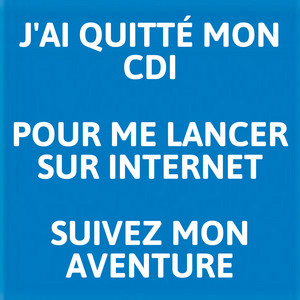 J'AI QUITTÉ MON
CDI
POUR ME LANCER
SUR INTERNET
SUIVEZ MON
AVENTURE